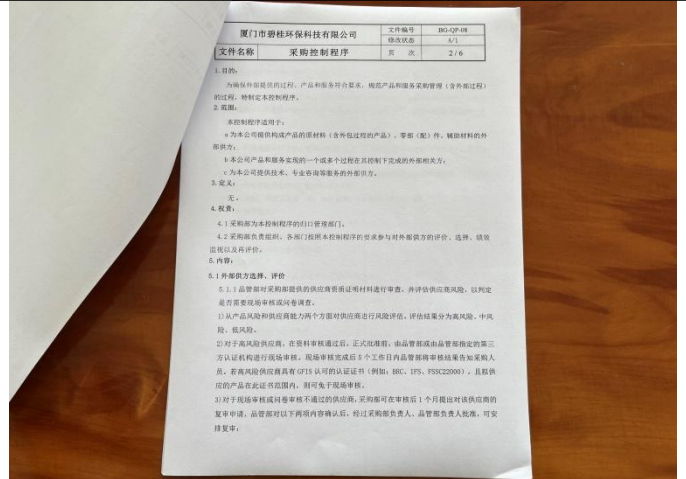 厦门市碧桂环保科技有限公司 文件编号 BG-QP-08
修改状态 A/1
文件名称 采购控制程序 页 次 2/6
1.目的:
为确保外部提供的过程、产品和服务符合要求，规范产品和服务采购管理（含外部过程）
的过程，特制定本控制程序。
2.范围:
本控制程序适用于:
a 为本公司提供构成产品的原材料（含外包过程的产品）、零部（配）件、辅助材料的外
部供方;
b 本公司产品和服务实现的一个或多个过程在其控制下完成的外部相关方;
c 为本公司提供技术、专业咨询等服务的外部供方。
3.定义:
无。
4.权责:
4.1 采购部为本控制程序的归口管理部门。
4.2 采购部负责组织、各部门按照本控制程序的要求参与对外部供方的评价、选择、绩效
监视以及再评价。
5.内容:
5.1 外部供方选择、评价
5.1.1 品管部对采购部提供的供应商资质证明材料进行审查，并评估供应商风险，以判定
是否需要现场审核或问卷调查。
1)从产品风险和供应商能力两个方面对供应商进行风险评估，评估结果分为高风险、中风
险、低风险。
2)对于高风险供应商，在资料审核通过后，正式批准前，由品管部或由品管部指定的第三
方认证机构进行现场审核。现场审核完成后 5 个工作日内品管部将审核结果告知采购人
员。若高风险供应商具有 GFIS 认可的认证证书（例如：BRC、IFS、FSSC22000），且拟供
应的产品在此证书范围内，则可免于现场审核。
3)对于现场审核或问卷审核不通过的供应商，采购部可在审核后 1 个月提出对该供应商的
复审申请，品管部对以下两项内容确认后，经过采购部负责人、品管部负责人批准，可安
排复审: